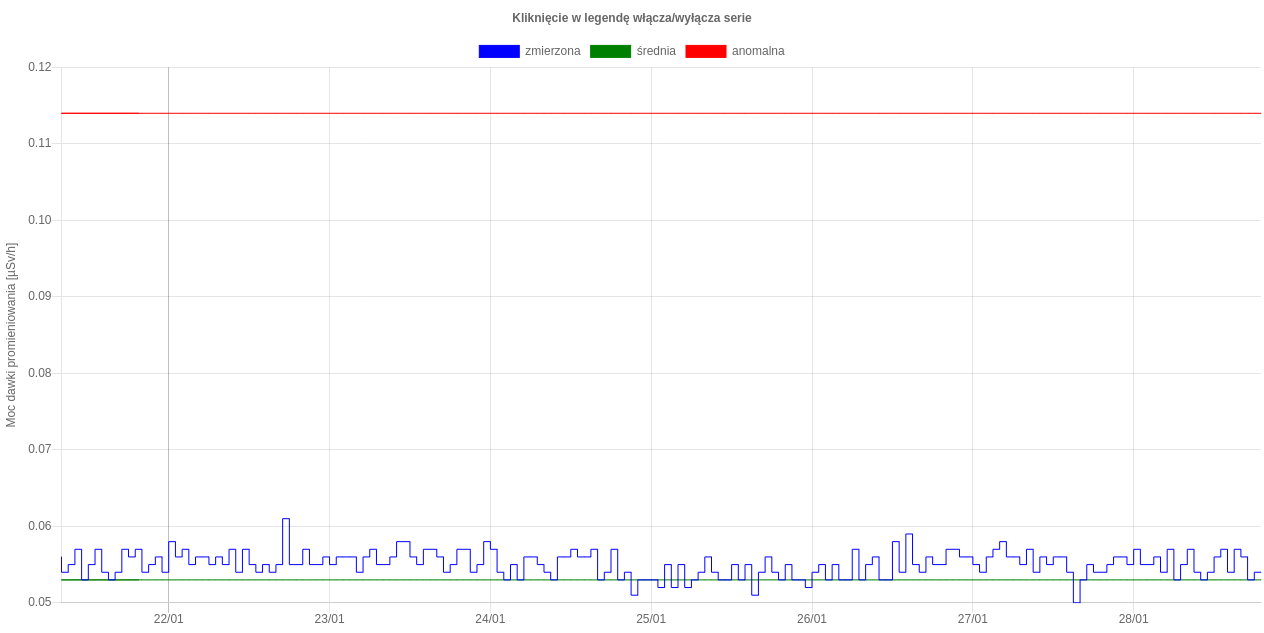 Kliknięcie w legendę włącza/wyłącza serie
zmierzona średnia anomalna
Moc dawki promieniowania [µSv/h]
0.12
0.11
0.10
0.09
0.08
0.07
0.06
0.05
22/01 23/01 24/01 25/01 26/01 27/01 28/01